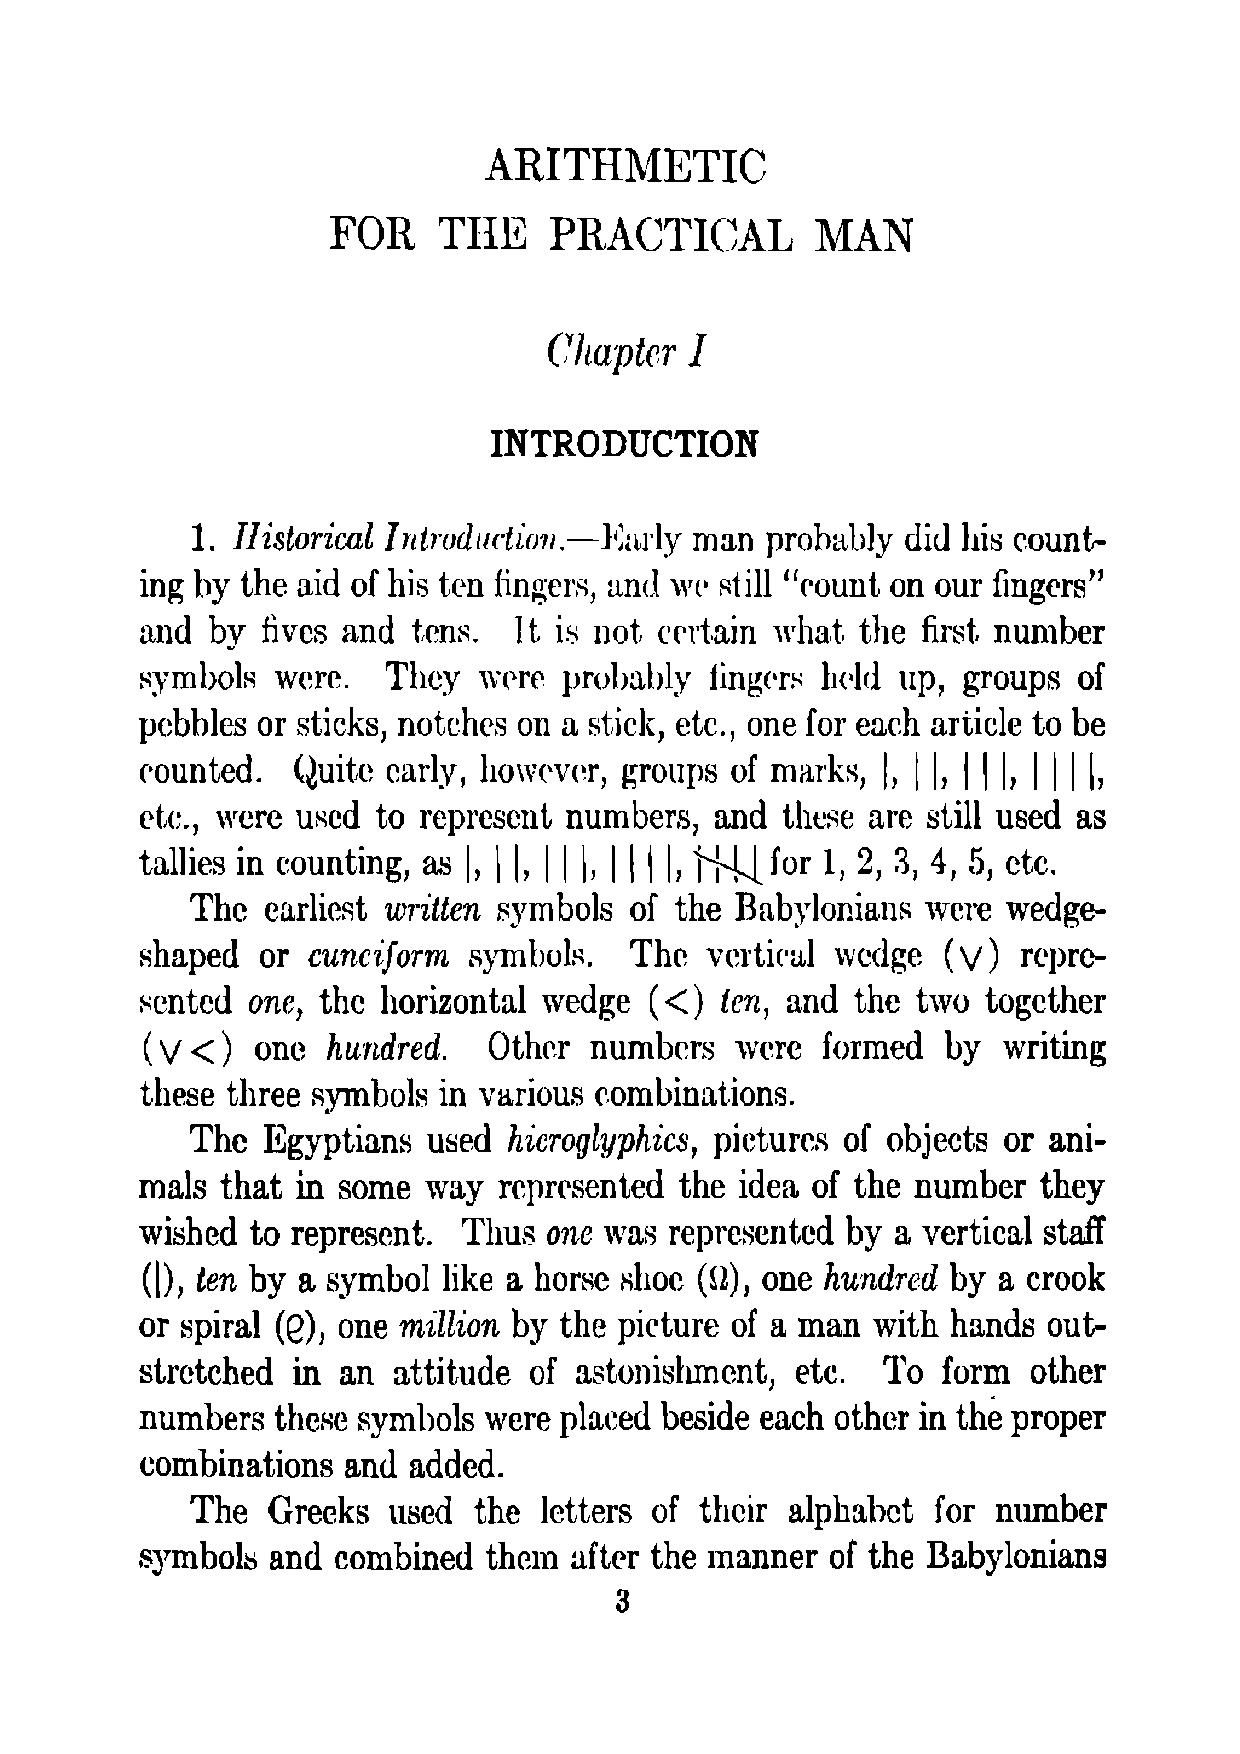 ARITHMETIC
FOR THE PRACTICAL MAN
Chapter I
INTRODUCTION
1. Historical Introduction.—Early man probably did his count-
ing by the aid of his ten fingers, and we still "count on our fingers"
and by fives and tens. It is not certain what the first number
symbols were. They were probably fingers held up, groups of
pebbles or sticks, notches on a stick, etc., one for each article to be
counted. Quite early, however, groups of marks, |, | |, | | |, | | | |,
etc., were used to represent numbers, and these are still used as
tallies in counting, as |, | |, | | |, | | | |, 𝍸 for 1, 2, 3, 4, 5, etc.
The earliest written symbols of the Babylonians were wedge-
shaped or cuneiform symbols. The vertical wedge (∨) repre-
sented one, the horizontal wedge (<) ten, and the two together
(∨<) one hundred. Other numbers were formed by writing
these three symbols in various combinations.
The Egyptians used hieroglyphics, pictures of objects or ani-
mals that in some way represented the idea of the number they
wished to represent. Thus one was represented by a vertical staff
(|), ten by a symbol like a horse shoe (Ω), one hundred by a crook
or spiral (ϱ), one million by the picture of a man with hands out-
stretched in an attitude of astonishment, etc. To form other
numbers these symbols were placed beside each other in the proper
combinations and added.
The Greeks used the letters of their alphabet for number
symbols and combined them after the manner of the Babylonians
3